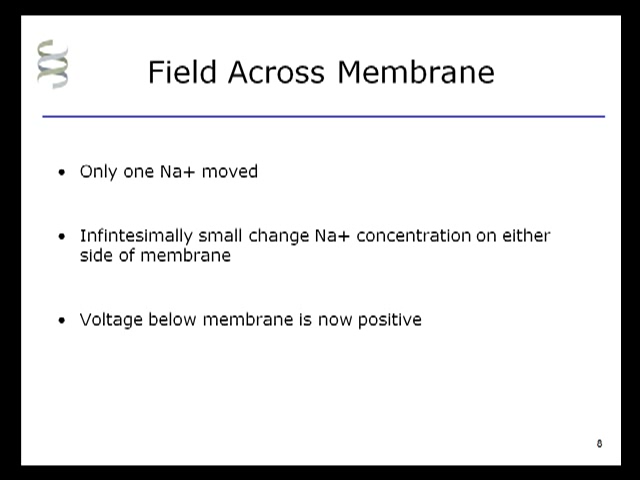 Field Across Membrane
• Only one Na+ moved
• Infintesimally small change Na+ concentration on either
side of membrane
• Voltage below membrane is now positive
8